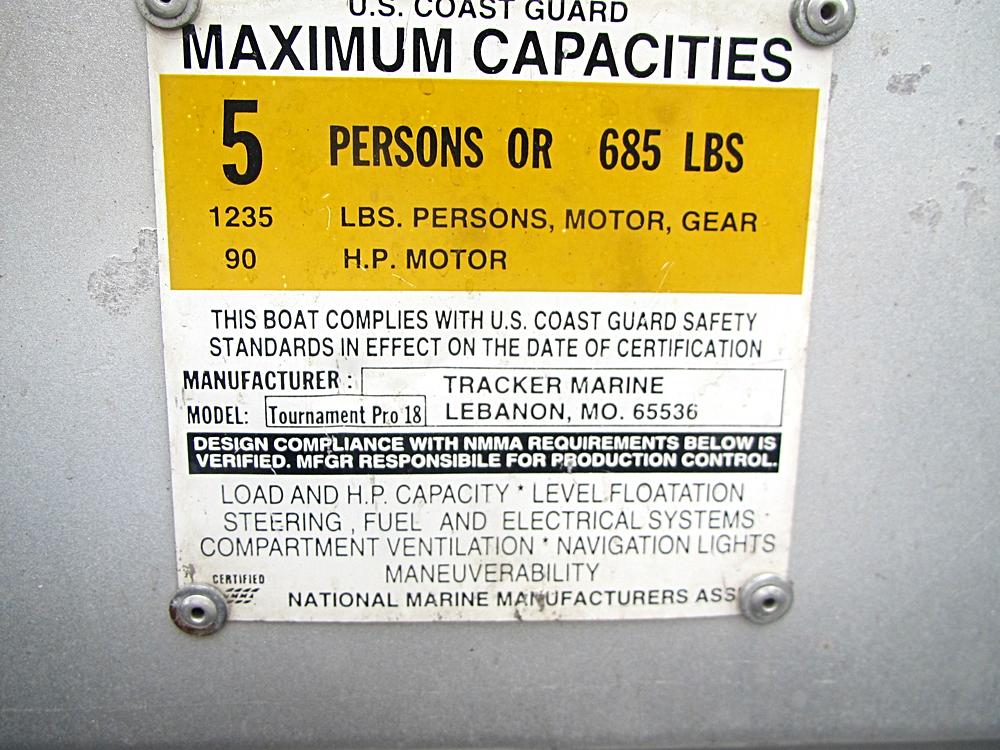 U.S. COAST GUARD
MAXIMUM CAPACITIES
5 PERSONS OR 685 LBS
1235 LBS. PERSONS, MOTOR, GEAR
90 H.P. MOTOR
THIS BOAT COMPLIES WITH U.S. COAST GUARD SAFETY
STANDARDS IN EFFECT ON THE DATE OF CERTIFICATION
MANUFACTURER : TRACKER MARINE
MODEL: Tournament Pro 18 LEBANON, MO. 65536
DESIGN COMPLIANCE WITH NMMA REQUIREMENTS BELOW IS
VERIFIED. MFGR RESPONSIBLE FOR PRODUCTION CONTROL.
LOAD AND H.P. CAPACITY * LEVEL FLOATATION
STEERING , FUEL AND ELECTRICAL SYSTEMS *
COMPARTMENT VENTILATION * NAVIGATION LIGHTS
MANEUVERABILITY
CERTIFIED
NATIONAL MARINE MANUFACTURERS ASS